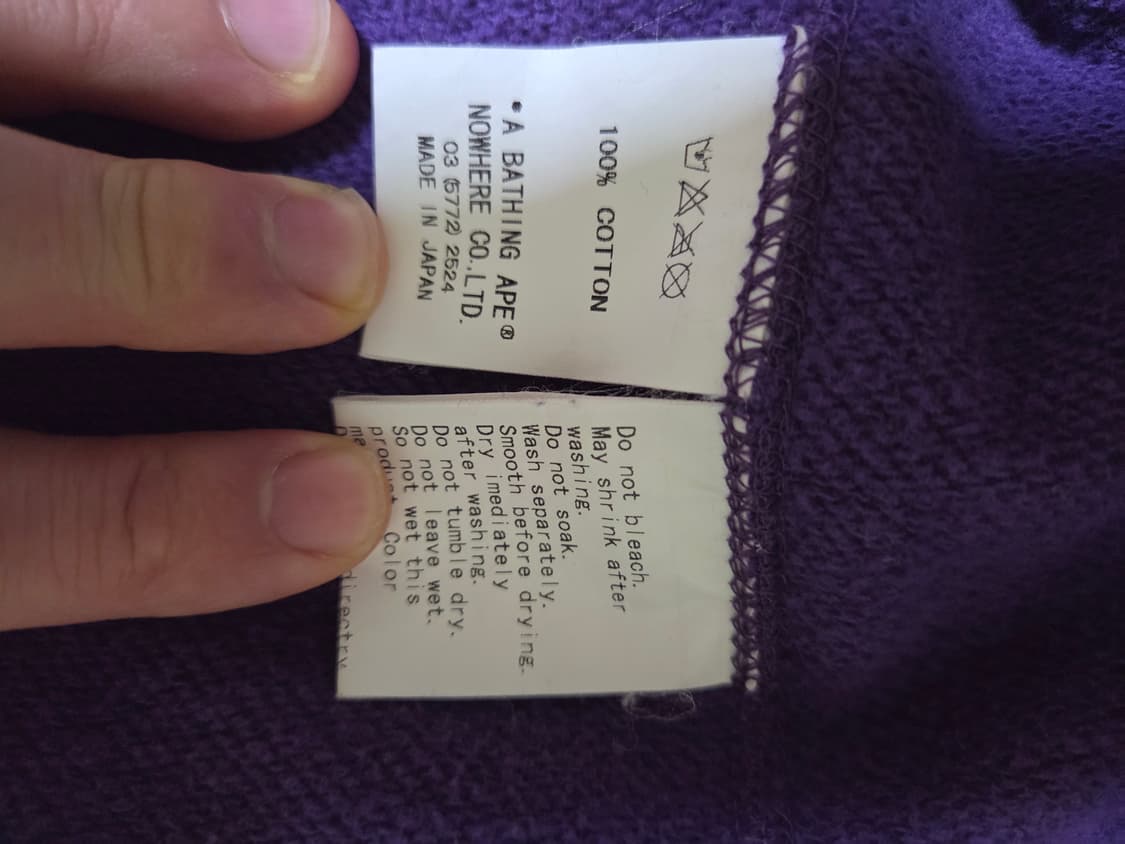 100% COTTON
• A BATHING APE®
NOWHERE CO.,LTD.
03 (5772) 2524
MADE IN JAPAN
Do not bleach.
May shrink after
washing.
Do not soak.
Wash separately.
Smooth before drying.
Dry imediately
after washing.
Do not tumble dry.
Do not leave wet.
So not wet this
product Color
directry